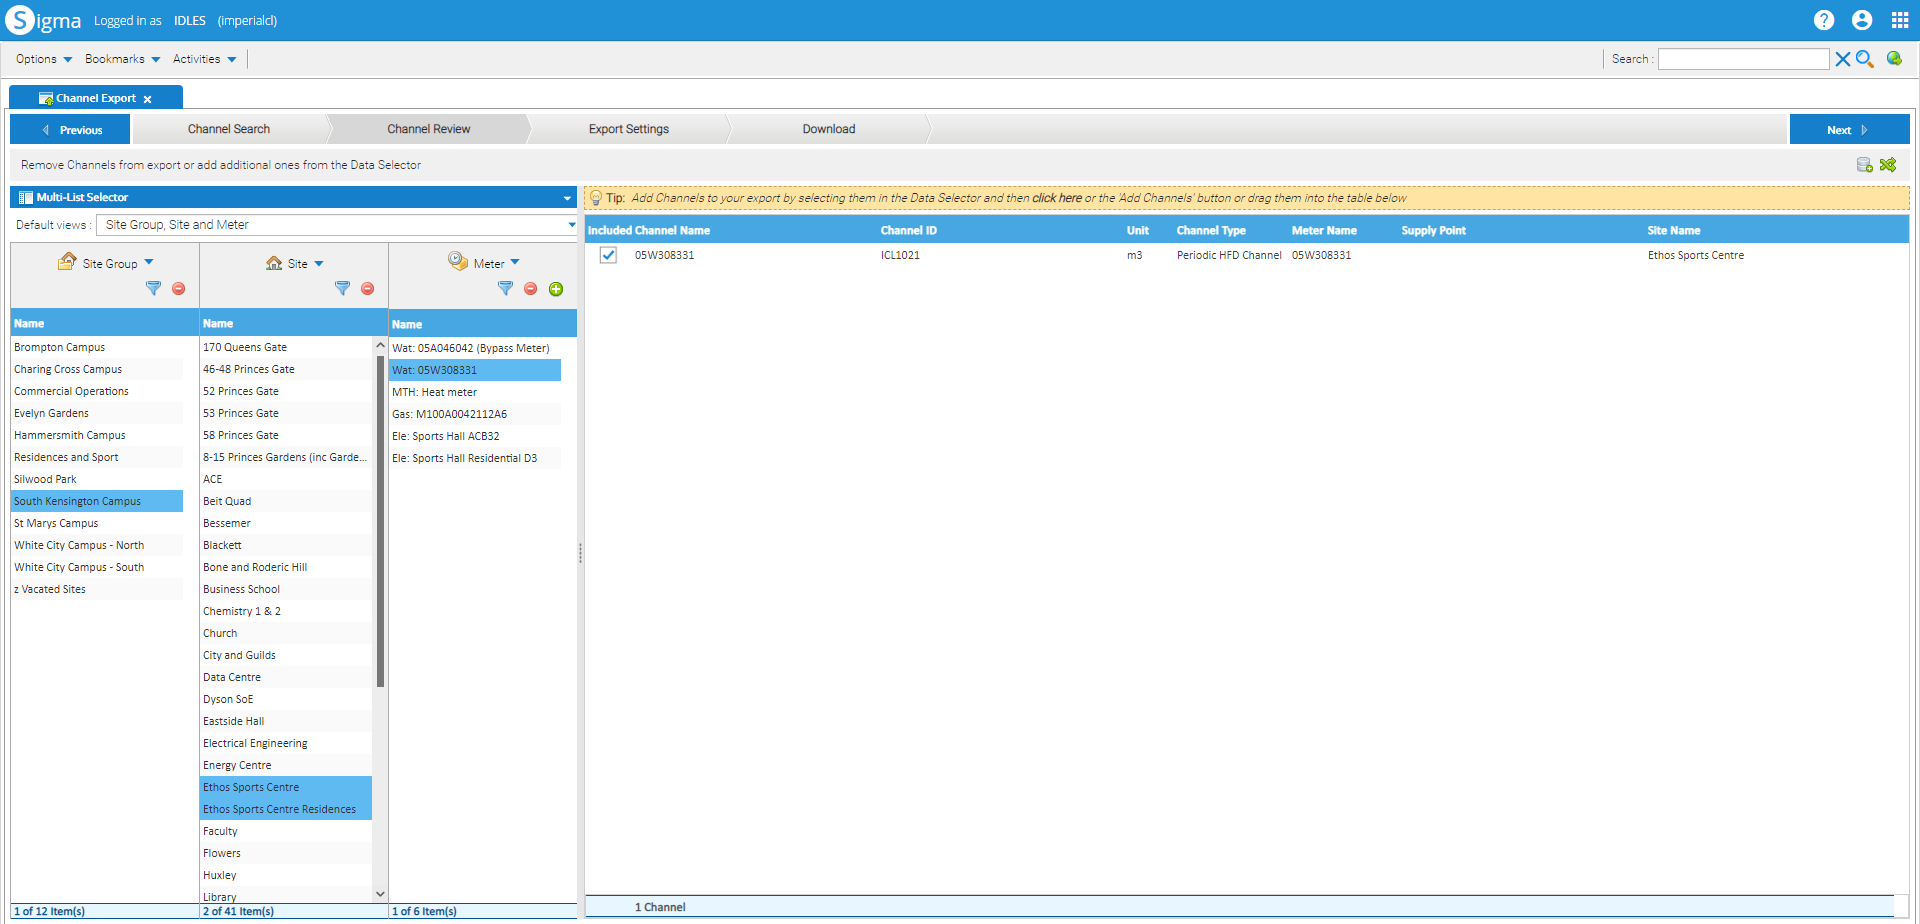 Sigma Logged in as IDLES (imperialcl)
Options Bookmarks Activities Search :
Channel Export x
Previous Channel Search Channel Review Export Settings Download Next
Remove Channels from export or add additional ones from the Data Selector
Multi-List Selector
Default views : Site Group, Site and Meter
Site Group Site Meter
Name Name Name
Brompton Campus
Charing Cross Campus
Commercial Operations
Evelyn Gardens
Hammersmith Campus
Residences and Sport
Silwood Park
South Kensington Campus
St Marys Campus
White City Campus - North
White City Campus - South
z Vacated Sites
1 of 12 Item(s)
170 Queens Gate
46-48 Princes Gate
52 Princes Gate
53 Princes Gate
58 Princes Gate
8-15 Princes Gardens (inc Garde...
ACE
Beit Quad
Bessemer
Blackett
Bone and Roderic Hill
Business School
Chemistry 1 & 2
Church
City and Guilds
Data Centre
Dyson SoE
Eastside Hall
Electrical Engineering
Energy Centre
Ethos Sports Centre
Ethos Sports Centre Residences
Faculty
Flowers
Huxley
Library
2 of 41 Item(s)
Wat: 05A046042 (Bypass Meter)
Wat: 05W308331
MTH: Heat meter
Gas: M100A0042112A6
Ele: Sports Hall ACB32
Ele: Sports Hall Residential D3
1 of 6 Item(s)
Tip: Add Channels to your export by selecting them in the Data Selector and then click here or the 'Add Channels' button or drag them into the table below
Included Channel Name Channel ID Unit Channel Type Meter Name Supply Point Site Name
05W308331 ICL1021 m3 Periodic HFD Channel 05W308331 Ethos Sports Centre
1 Channel